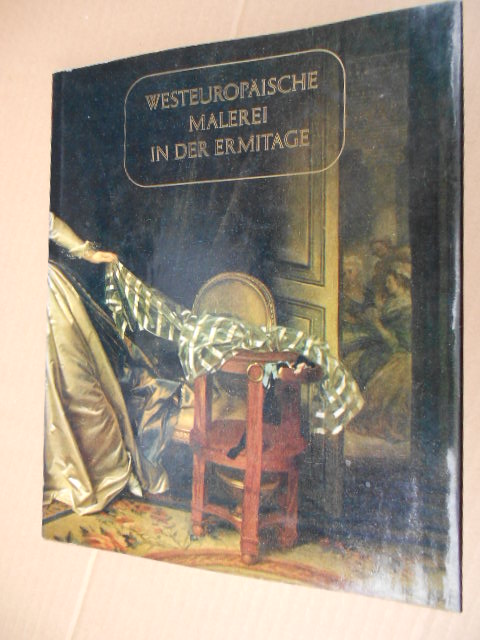 WESTEUROPÄISCHE
MALEREI
IN DER ERMITAGE